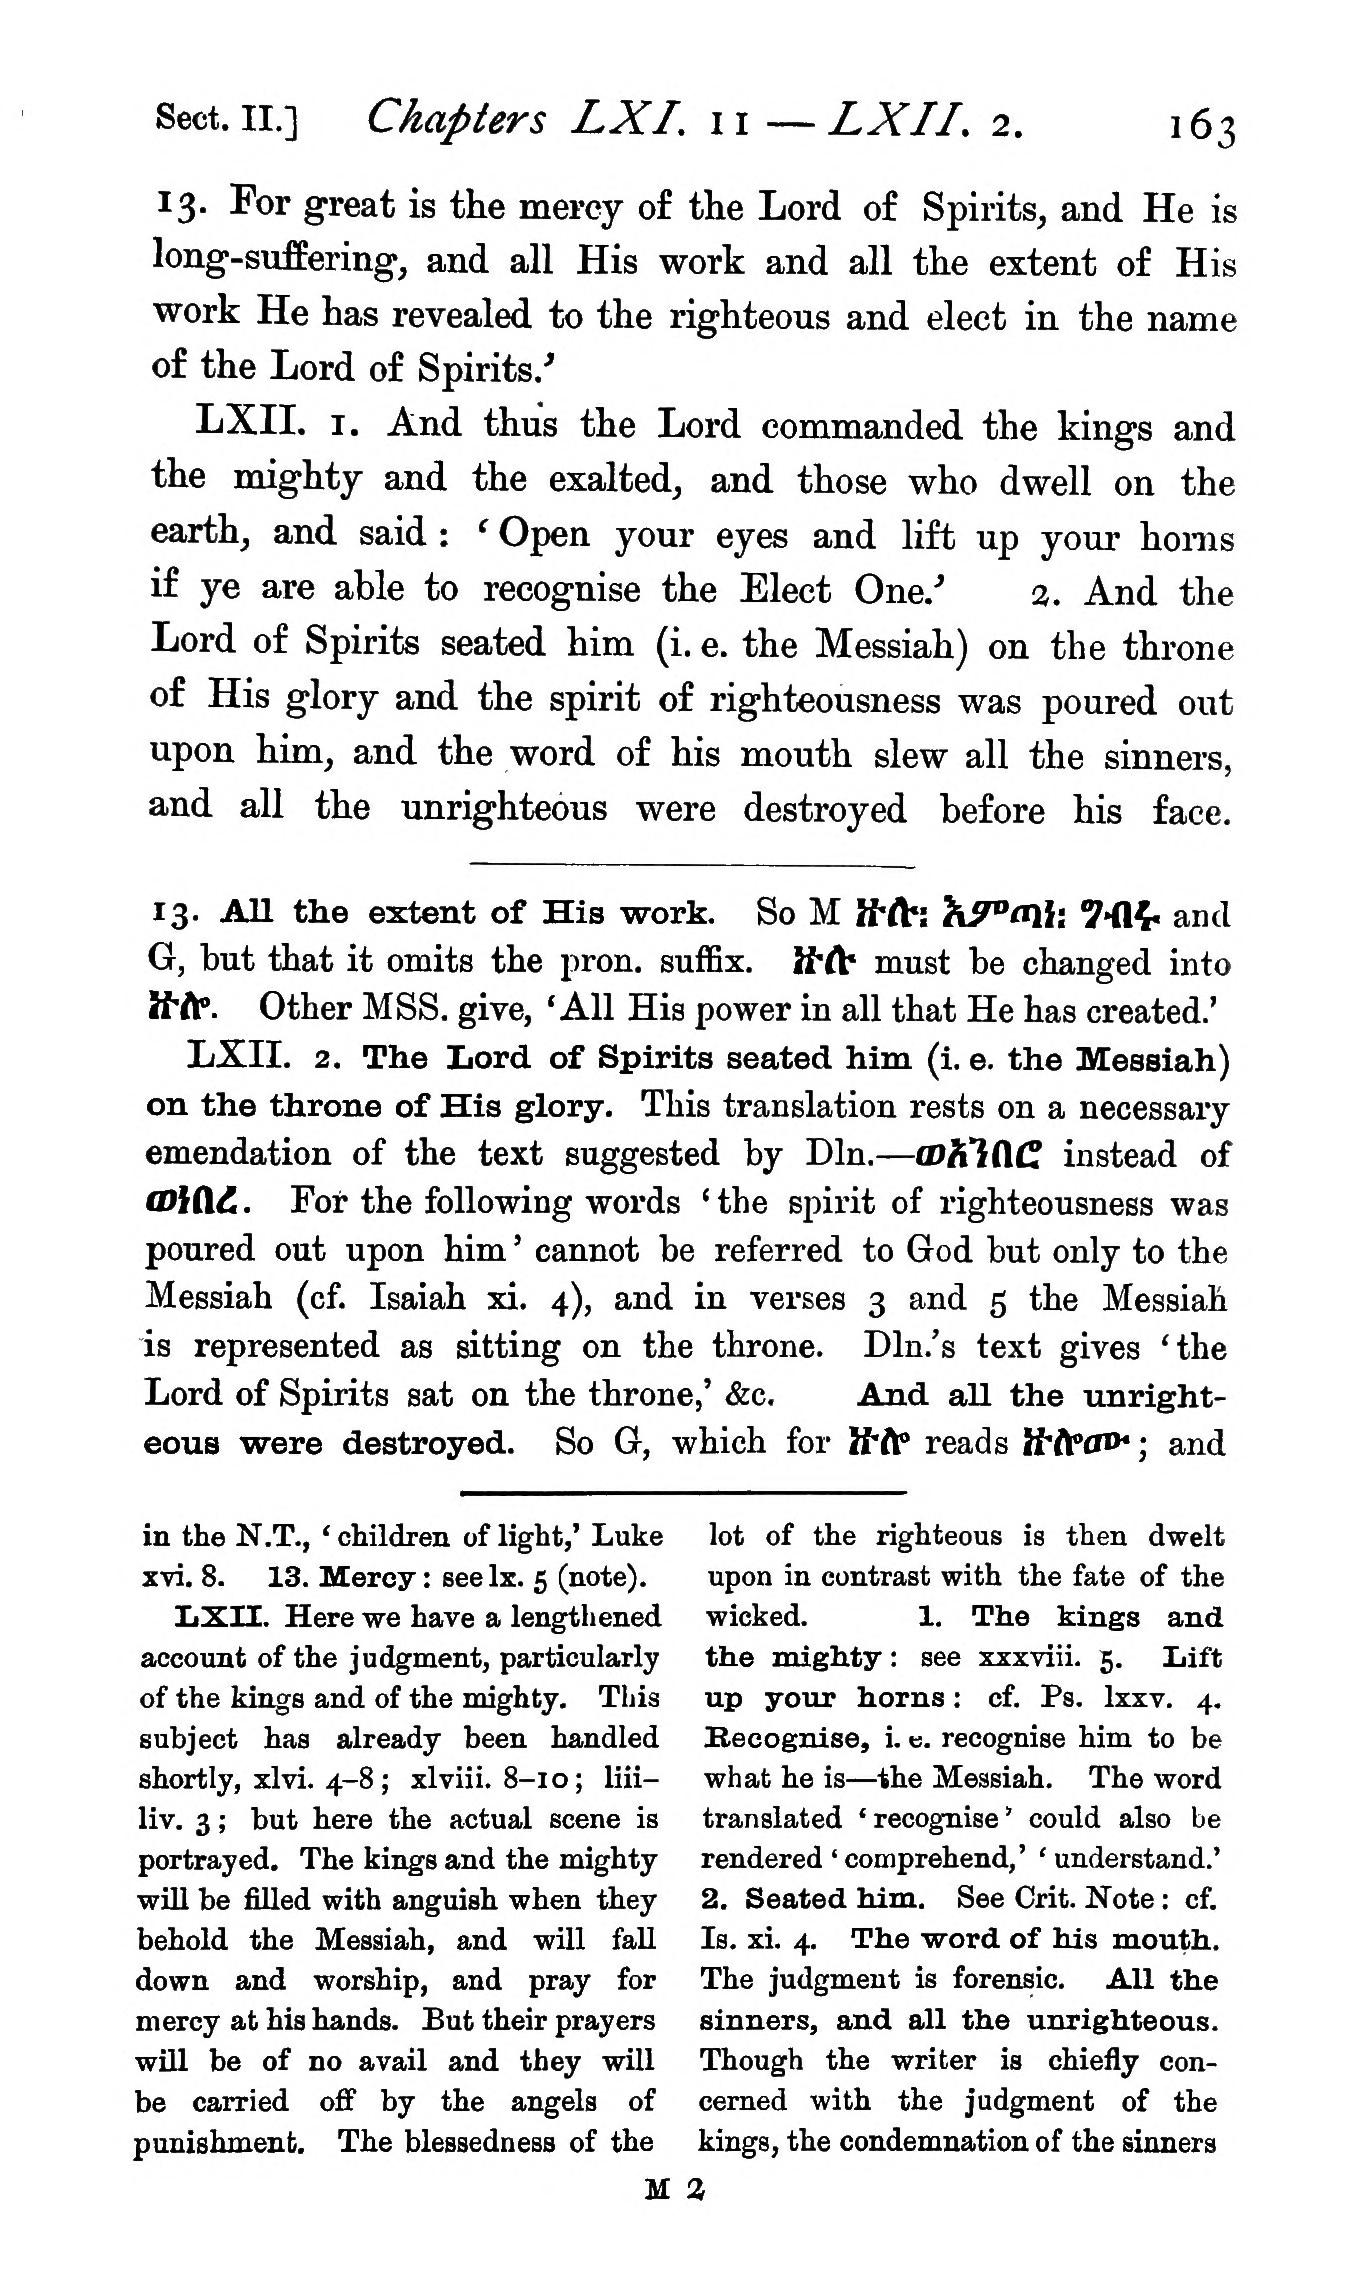 Sect. II.] Chapters LXI. 11 — LXII. 2. 163
13. For great is the mercy of the Lord of Spirits, and He is
long-suffering, and all His work and all the extent of His
work He has revealed to the righteous and elect in the name
of the Lord of Spirits.’
LXII. 1. And thus the Lord commanded the kings and
the mighty and the exalted, and those who dwell on the
earth, and said : ‘ Open your eyes and lift up your horns
if ye are able to recognise the Elect One.’ 2. And the
Lord of Spirits seated him (i. e. the Messiah) on the throne
of His glory and the spirit of righteousness was poured out
upon him, and the word of his mouth slew all the sinners,
and all the unrighteous were destroyed before his face.
13. All the extent of His work. So M ኵሉ፡ እምጣነ፡ ግብሩ and
G, but that it omits the pron. suffix. ኵሉ must be changed into
ኵሎ. Other MSS. give, ‘All His power in all that He has created.’
LXII. 2. The Lord of Spirits seated him (i. e. the Messiah)
on the throne of His glory. This translation rests on a necessary
emendation of the text suggested by Dln.—ወአንበሮ instead of
ወነበረ. For the following words ‘the spirit of righteousness was
poured out upon him’ cannot be referred to God but only to the
Messiah (cf. Isaiah xi. 4), and in verses 3 and 5 the Messiah
is represented as sitting on the throne. Dln.’s text gives ‘the
Lord of Spirits sat on the throne,’ &c. And all the unright-
eous were destroyed. So G, which for ኵሎ reads ኵሎሙ ; and
in the N.T., ‘children of light,’ Luke
xvi. 8. 13. Mercy : see lx. 5 (note).
LXII. Here we have a lengthened
account of the judgment, particularly
of the kings and of the mighty. This
subject has already been handled
shortly, xlvi. 4–8 ; xlviii. 8–10 ; liii–
liv. 3 ; but here the actual scene is
portrayed. The kings and the mighty
will be filled with anguish when they
behold the Messiah, and will fall
down and worship, and pray for
mercy at his hands. But their prayers
will be of no avail and they will
be carried off by the angels of
punishment. The blessedness of the
lot of the righteous is then dwelt
upon in contrast with the fate of the
wicked. 1. The kings and
the mighty : see xxxviii. 5. Lift
up your horns : cf. Ps. lxxv. 4.
Recognise, i. e. recognise him to be
what he is—the Messiah. The word
translated ‘recognise’ could also be
rendered ‘comprehend,’ ‘understand.’
2. Seated him. See Crit. Note : cf.
Is. xi. 4. The word of his mouth.
The judgment is forensic. All the
sinners, and all the unrighteous.
Though the writer is chiefly con-
cerned with the judgment of the
kings, the condemnation of the sinners
M 2